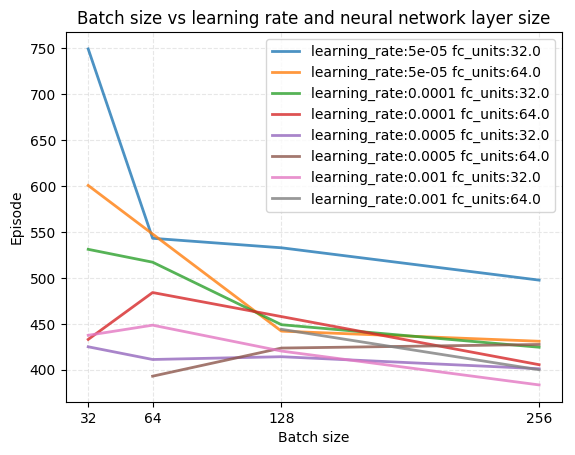 Batch size vs learning rate and neural network layer size
750
700
650
600
550
500
450
400
Episode
learning_rate:5e-05 fc_units:32.0
learning_rate:5e-05 fc_units:64.0
learning_rate:0.0001 fc_units:32.0
learning_rate:0.0001 fc_units:64.0
learning_rate:0.0005 fc_units:32.0
learning_rate:0.0005 fc_units:64.0
learning_rate:0.001 fc_units:32.0
learning_rate:0.001 fc_units:64.0
32 64 128 256
Batch size